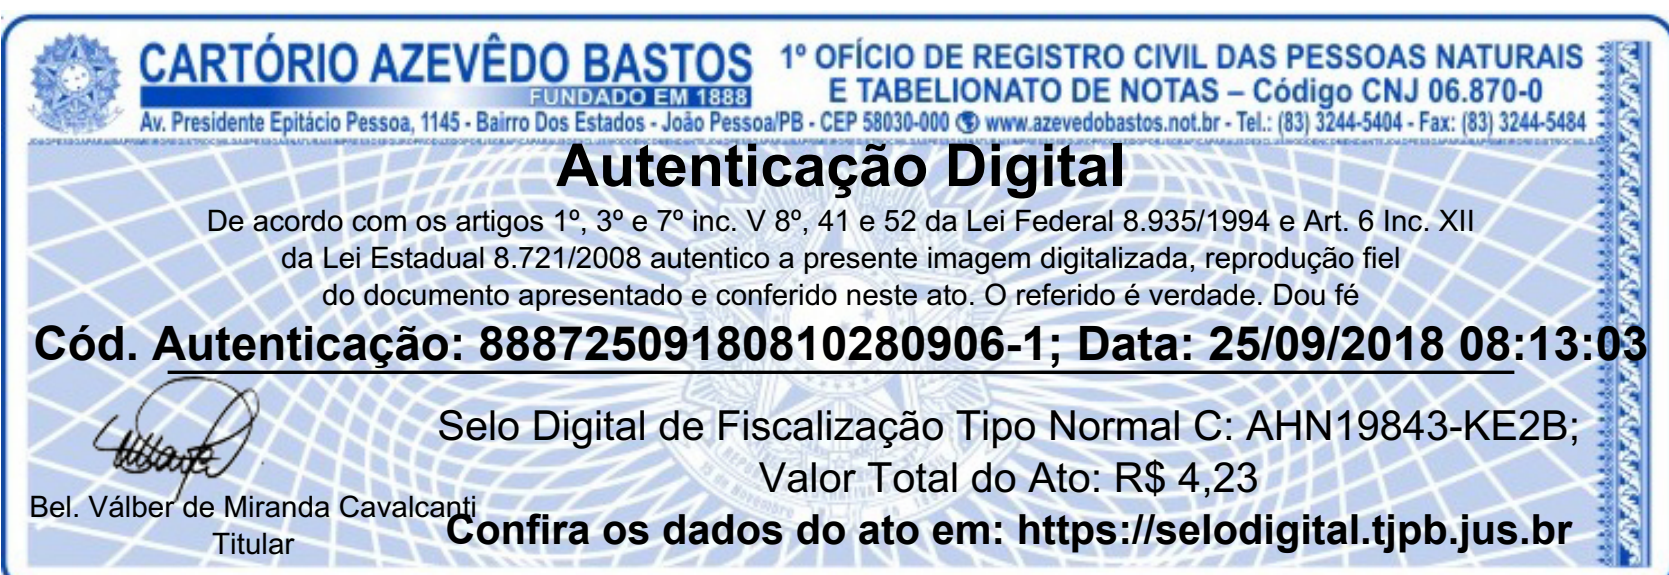 CARTÓRIO AZEVÊDO BASTOS
FUNDADO EM 1888
1º OFÍCIO DE REGISTRO CIVIL DAS PESSOAS NATURAIS
E TABELIONATO DE NOTAS – Código CNJ 06.870-0
Av. Presidente Epitácio Pessoa, 1145 - Bairro Dos Estados - João Pessoa/PB - CEP 58030-000 www.azevedobastos.not.br - Tel.: (83) 3244-5404 - Fax: (83) 3244-5484
Autenticação Digital
De acordo com os artigos 1º, 3º e 7º inc. V 8º, 41 e 52 da Lei Federal 8.935/1994 e Art. 6 Inc. XII
da Lei Estadual 8.721/2008 autentico a presente imagem digitalizada, reprodução fiel
do documento apresentado e conferido neste ato. O referido é verdade. Dou fé
Cód. Autenticação: 88872509180810280906-1; Data: 25/09/2018 08:13:03
Selo Digital de Fiscalização Tipo Normal C: AHN19843-KE2B;
Valor Total do Ato: R$ 4,23
Bel. Válber de Miranda Cavalcanti
Titular
Confira os dados do ato em: https://selodigital.tjpb.jus.br